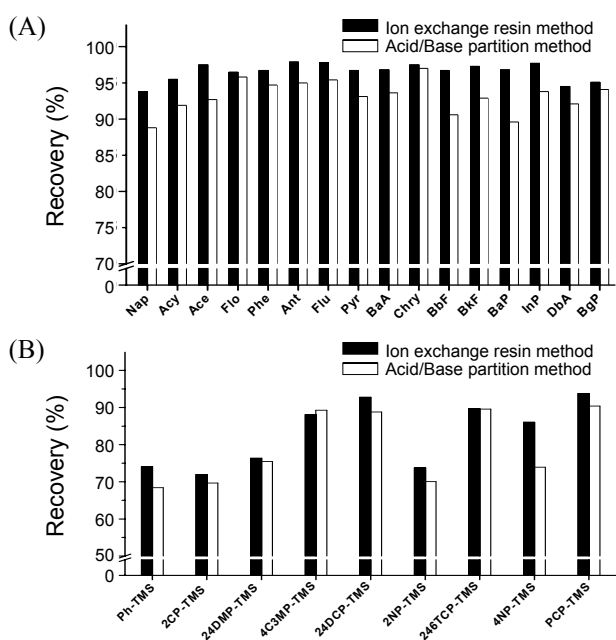 (A)
Ion exchange resin method
Acid/Base partition method
Recovery (%)
100
95
90
85
80
75
70
0
Nap Acy Ace Flo Phe Ant Flu Pyr BaA Chry BbF BkF BaP InP DbA BgP
(B)
Ion exchange resin method
Acid/Base partition method
Recovery (%)
100
90
80
70
60
50
0
Ph-TMS 2CP-TMS 24DMP-TMS 4C3MP-TMS 24DCP-TMS 2NP-TMS 246TCP-TMS 4NP-TMS PCP-TMS